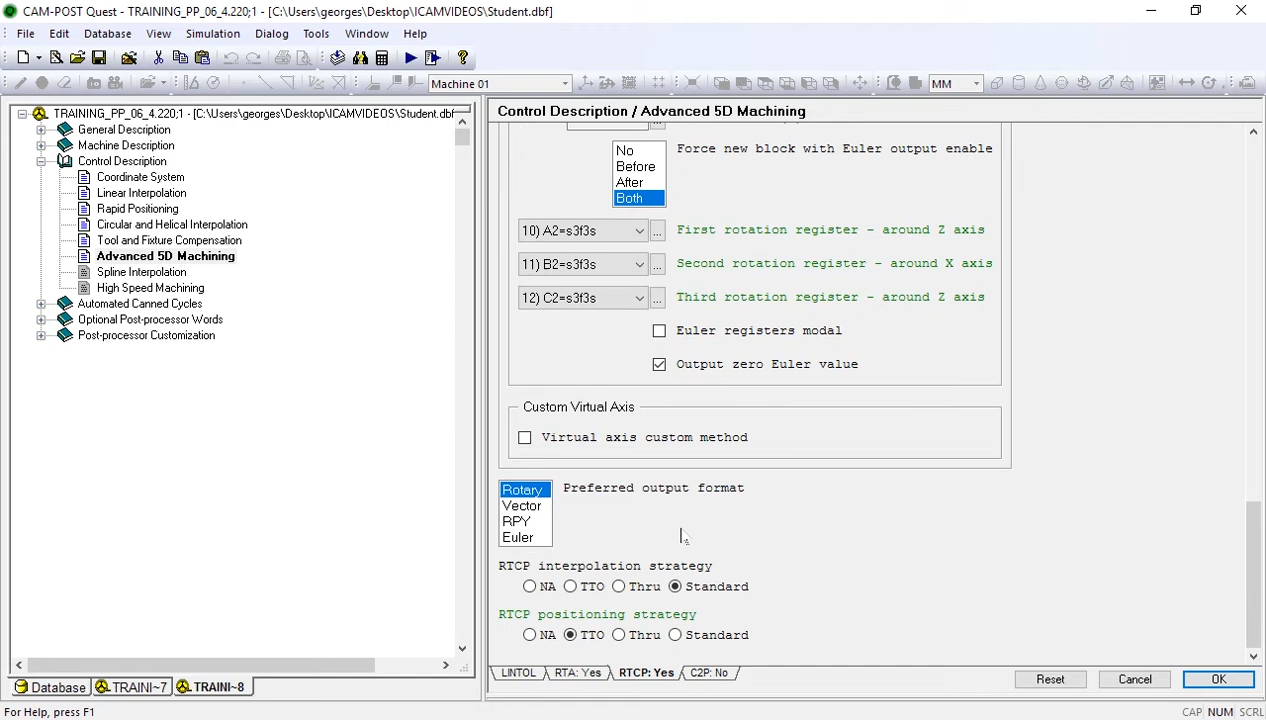 CAM-POST Quest - TRAINING_PP_06_4.220;1 - [C:\Users\georges\Desktop\ICAMVIDEOS\Student.dbf]
File Edit Database View Simulation Dialog Tools Window Help
Machine 01
MM
TRAINING_PP_06_4.220;1 - [C:\Users\georges\Desktop\ICAMVIDEOS\Student.dbf
General Description
Machine Description
Control Description
Coordinate System
Linear Interpolation
Rapid Positioning
Circular and Helical Interpolation
Tool and Fixture Compensation
Advanced 5D Machining
Spline Interpolation
High Speed Machining
Automated Canned Cycles
Optional Post-processor Words
Post-processor Customization
Database TRAINI~7 TRAINI~8
Control Description / Advanced 5D Machining
No
Before
After
Both
Force new block with Euler output enable
10) A2=s3f3s ... First rotation register - around Z axis
11) B2=s3f3s ... Second rotation register - around X axis
12) C2=s3f3s ... Third rotation register - around Z axis
Euler registers modal
Output zero Euler value
Custom Virtual Axis
Virtual axis custom method
Rotary
Vector
RPY
Euler
Preferred output format
RTCP interpolation strategy
NA TTO Thru Standard
RTCP positioning strategy
NA TTO Thru Standard
LINTOL RTA: Yes RTCP: Yes C2P: No
Reset Cancel OK
For Help, press F1
CAP NUM SCRL